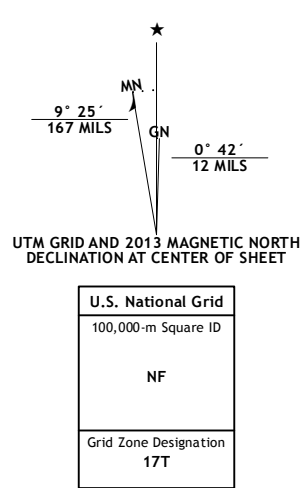 ★
MN
9° 25´
167 MILS
GN
0° 42´
12 MILS
UTM GRID AND 2013 MAGNETIC NORTH
DECLINATION AT CENTER OF SHEET
U.S. National Grid
100,000-m Square ID
NF
Grid Zone Designation
17T